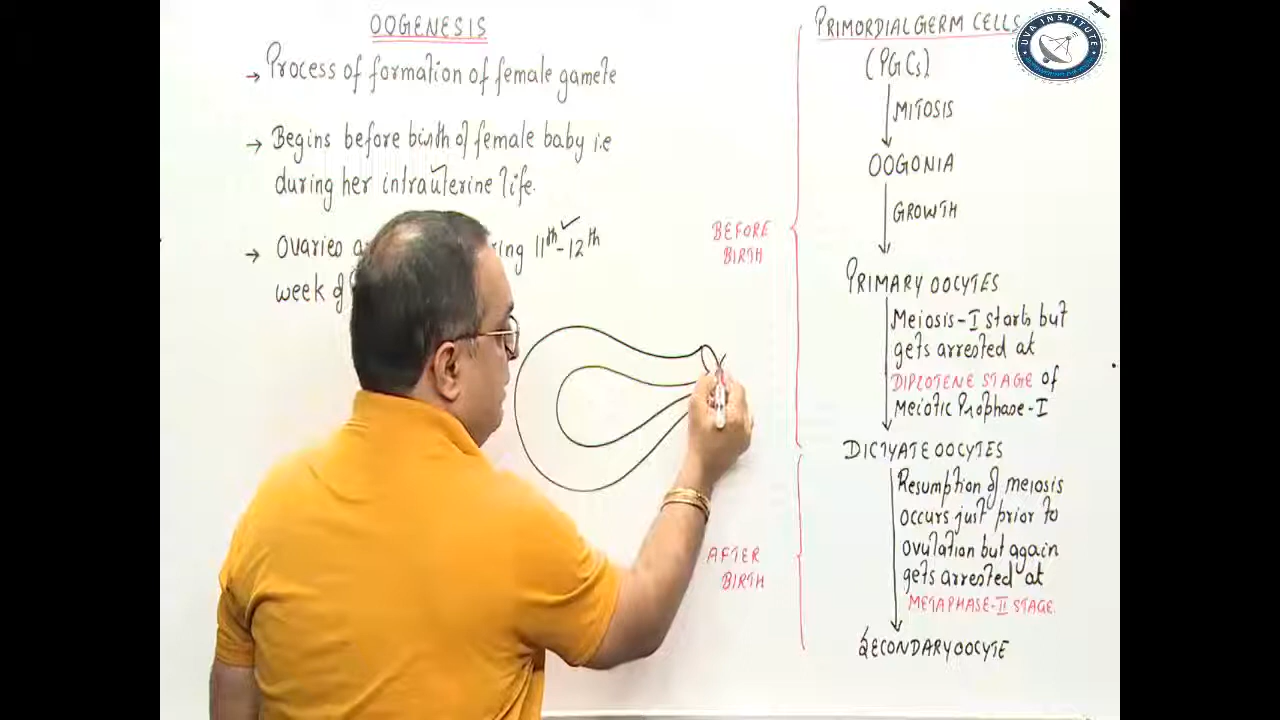 OOGENESIS
→ Process of formation of female gamete
→ Begins before birth of female baby i.e
during her intrauterine life.
→ Ovaries
11th-12th
week of
PRIMORDIAL GERM CELLS
(PGCs)
MITOSIS
OOGONIA
GROWTH
PRIMARY OOCYTES
Meiosis-I starts but
gets arrested at
DIPLOTENE STAGE of
Meiotic Prophase-I
DICTYATE OOCYTES
Resumption of meiosis
occurs just prior to
ovulation but again
gets arrested at
METAPHASE-II STAGE.
SECONDARY OOCYTE
BEFORE
BIRTH
AFTER
BIRTH
UVA INSTITUTE